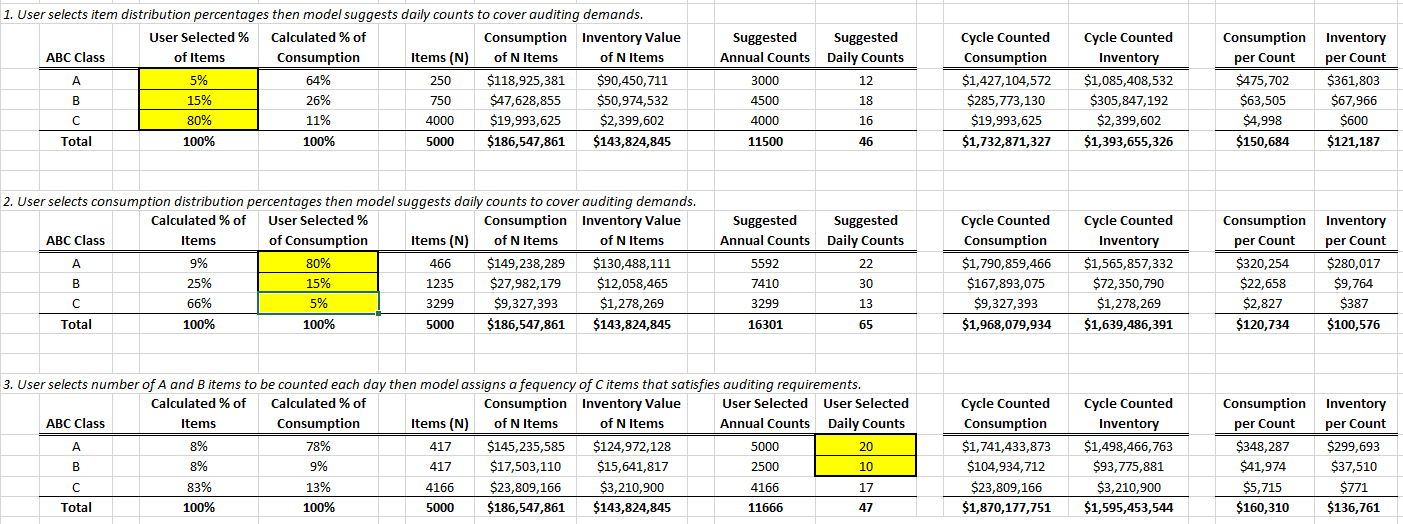 1. User selects item distribution percentages then model suggests daily counts to cover auditing demands.
User Selected % Calculated % of Consumption Inventory Value Suggested Suggested Cycle Counted Cycle Counted Consumption Inventory
ABC Class of Items Consumption Items (N) of N Items of N Items Annual Counts Daily Counts Consumption Inventory per Count per Count
A 5% 64% 250 $118,925,381 $90,450,711 3000 12 $1,427,104,572 $1,085,408,532 $475,702 $361,803
B 15% 26% 750 $47,628,855 $50,974,532 4500 18 $285,773,130 $305,847,192 $63,505 $67,966
C 80% 11% 4000 $19,993,625 $2,399,602 4000 16 $19,993,625 $2,399,602 $4,998 $600
Total 100% 100% 5000 $186,547,861 $143,824,845 11500 46 $1,732,871,327 $1,393,655,326 $150,684 $121,187
2. User selects consumption distribution percentages then model suggests daily counts to cover auditing demands.
Calculated % of User Selected % Consumption Inventory Value Suggested Suggested Cycle Counted Cycle Counted Consumption Inventory
ABC Class Items of Consumption Items (N) of N Items of N Items Annual Counts Daily Counts Consumption Inventory per Count per Count
A 9% 80% 466 $149,238,289 $130,488,111 5592 22 $1,790,859,466 $1,565,857,332 $320,254 $280,017
B 25% 15% 1235 $27,982,179 $12,058,465 7410 30 $167,893,075 $72,350,790 $22,658 $9,764
C 66% 5% 3299 $9,327,393 $1,278,269 3299 13 $9,327,393 $1,278,269 $2,827 $387
Total 100% 100% 5000 $186,547,861 $143,824,845 16301 65 $1,968,079,934 $1,639,486,391 $120,734 $100,576
3. User selects number of A and B items to be counted each day then model assigns a fequency of C items that satisfies auditing requirements.
Calculated % of Calculated % of Consumption Inventory Value User Selected User Selected Cycle Counted Cycle Counted Consumption Inventory
ABC Class Items Consumption Items (N) of N Items of N Items Annual Counts Daily Counts Consumption Inventory per Count per Count
A 8% 78% 417 $145,235,585 $124,972,128 5000 20 $1,741,433,873 $1,498,466,763 $348,287 $299,693
B 8% 9% 417 $17,503,110 $15,641,817 2500 10 $104,934,712 $93,775,881 $41,974 $37,510
C 83% 13% 4166 $23,809,166 $3,210,900 4166 17 $23,809,166 $3,210,900 $5,715 $771
Total 100% 100% 5000 $186,547,861 $143,824,845 11666 47 $1,870,177,751 $1,595,453,544 $160,310 $136,761